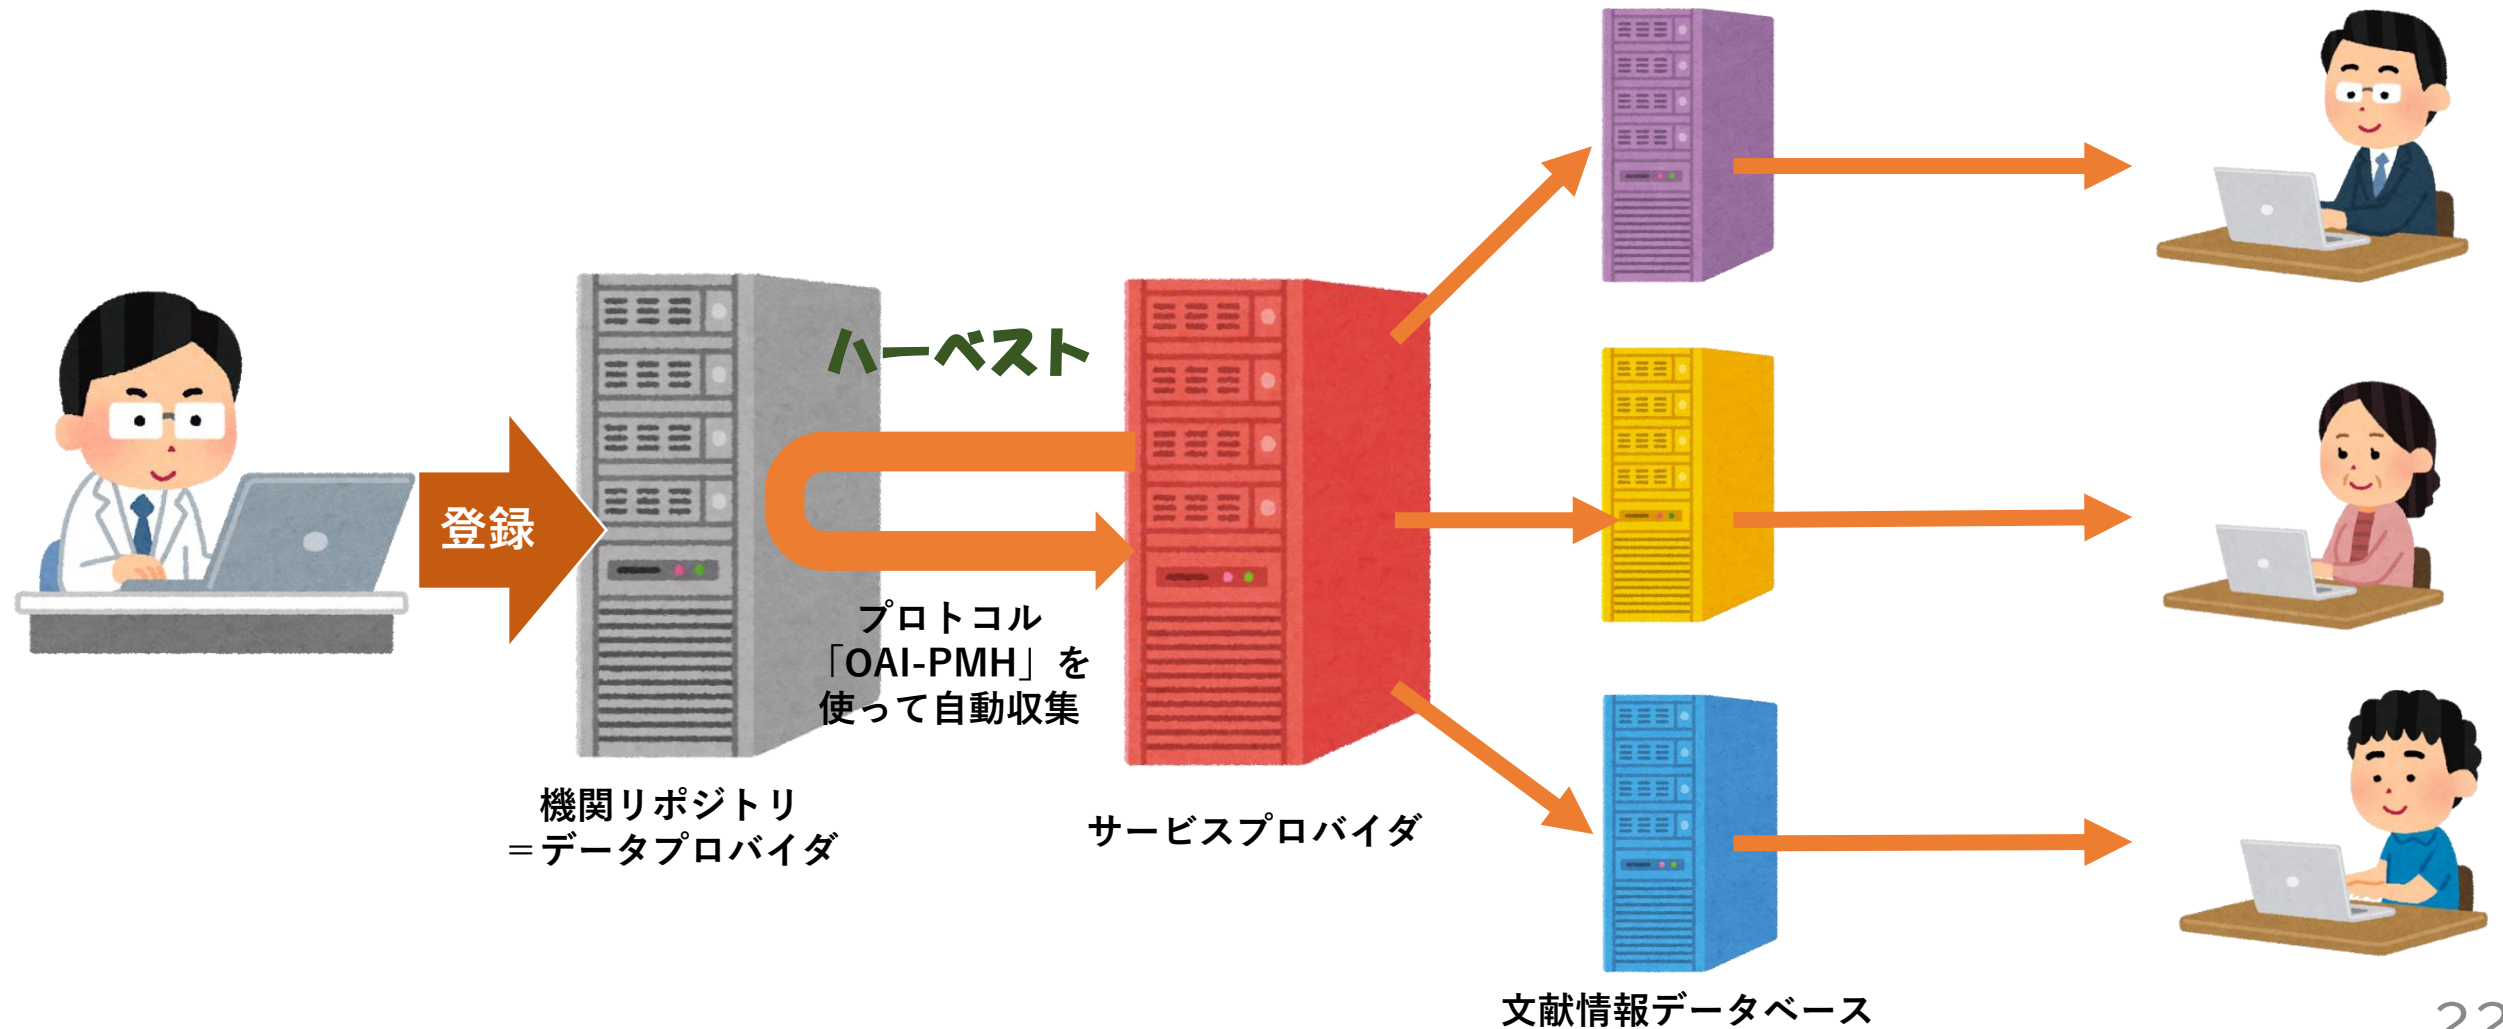 ハーベスト
登録
プロトコル
「OAI-PMH」を
使って自動収集
機関リポジトリ
＝データプロバイダ
サービスプロバイダ
文献情報データベース
22